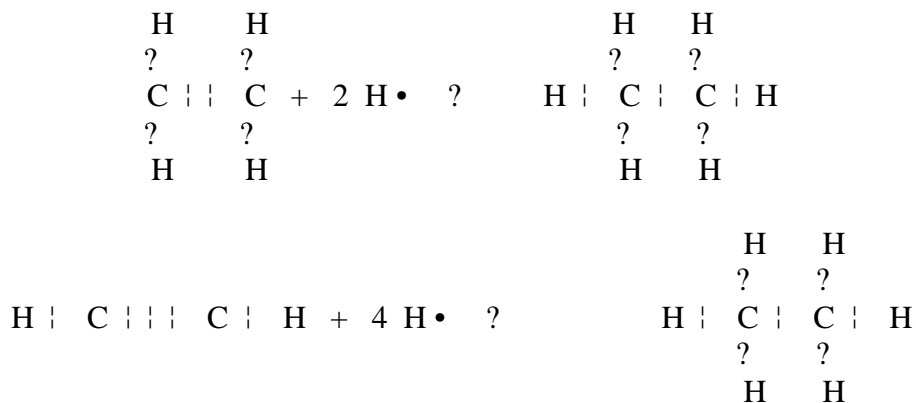 H H H H
? ? ? ?
C ¦ ¦ C + 2 H • ? H ¦ C ¦ C ¦ H
? ? ? ?
H H H H
H H
? ?
H ¦ C ¦ ¦ ¦ C ¦ H + 4 H • ? H ¦ C ¦ C ¦ H
? ?
H H